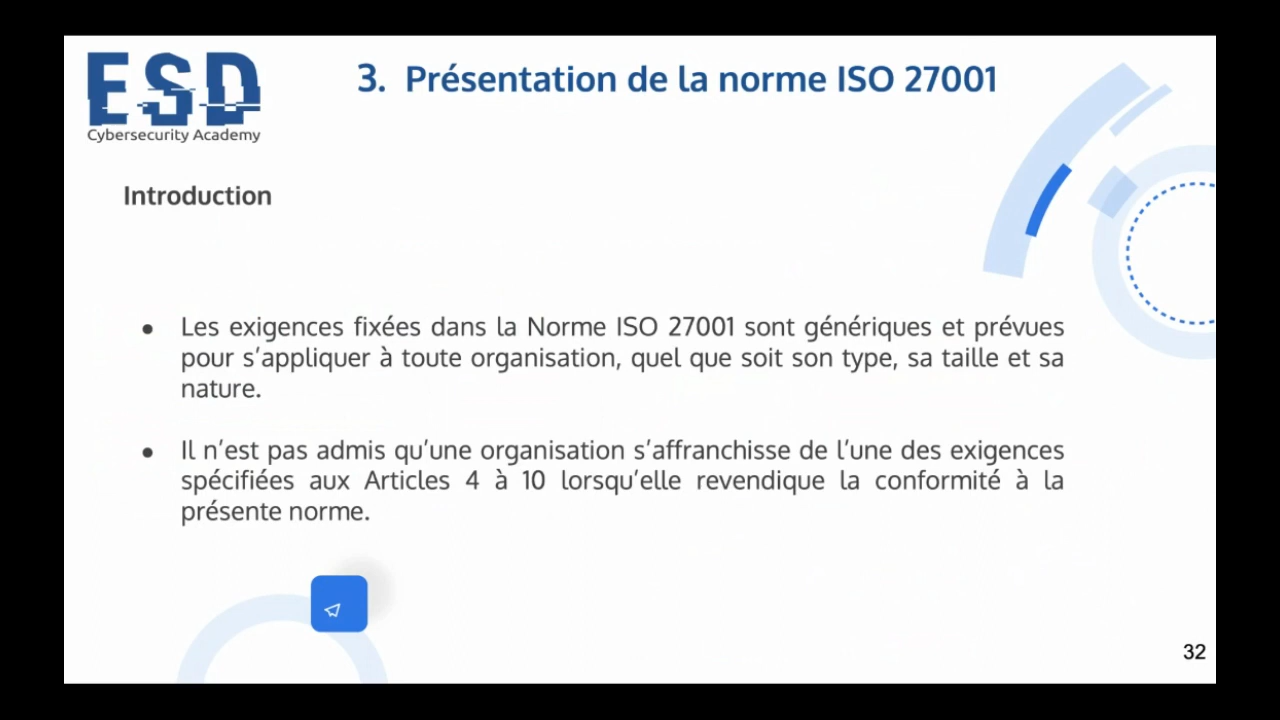 ESD
Cybersecurity Academy
3. Présentation de la norme ISO 27001
Introduction
● Les exigences fixées dans la Norme ISO 27001 sont génériques et prévues
pour s’appliquer à toute organisation, quel que soit son type, sa taille et sa
nature.
● Il n’est pas admis qu’une organisation s’affranchisse de l’une des exigences
spécifiées aux Articles 4 à 10 lorsqu’elle revendique la conformité à la
présente norme.
32